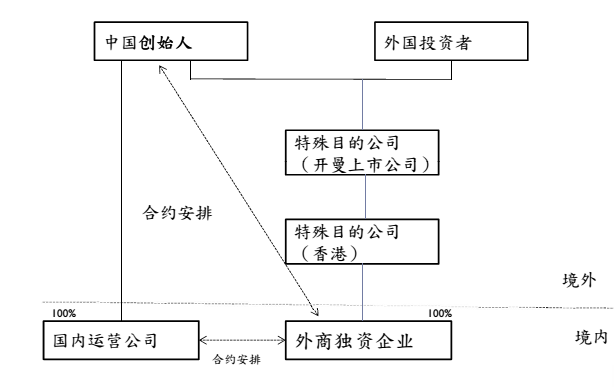 中国创始人
外国投资者
特殊目的公司
（开曼上市公司）
合约安排
特殊目的公司
（香港）
境外
100%
100%
国内运营公司
外商独资企业
境内
合约安排